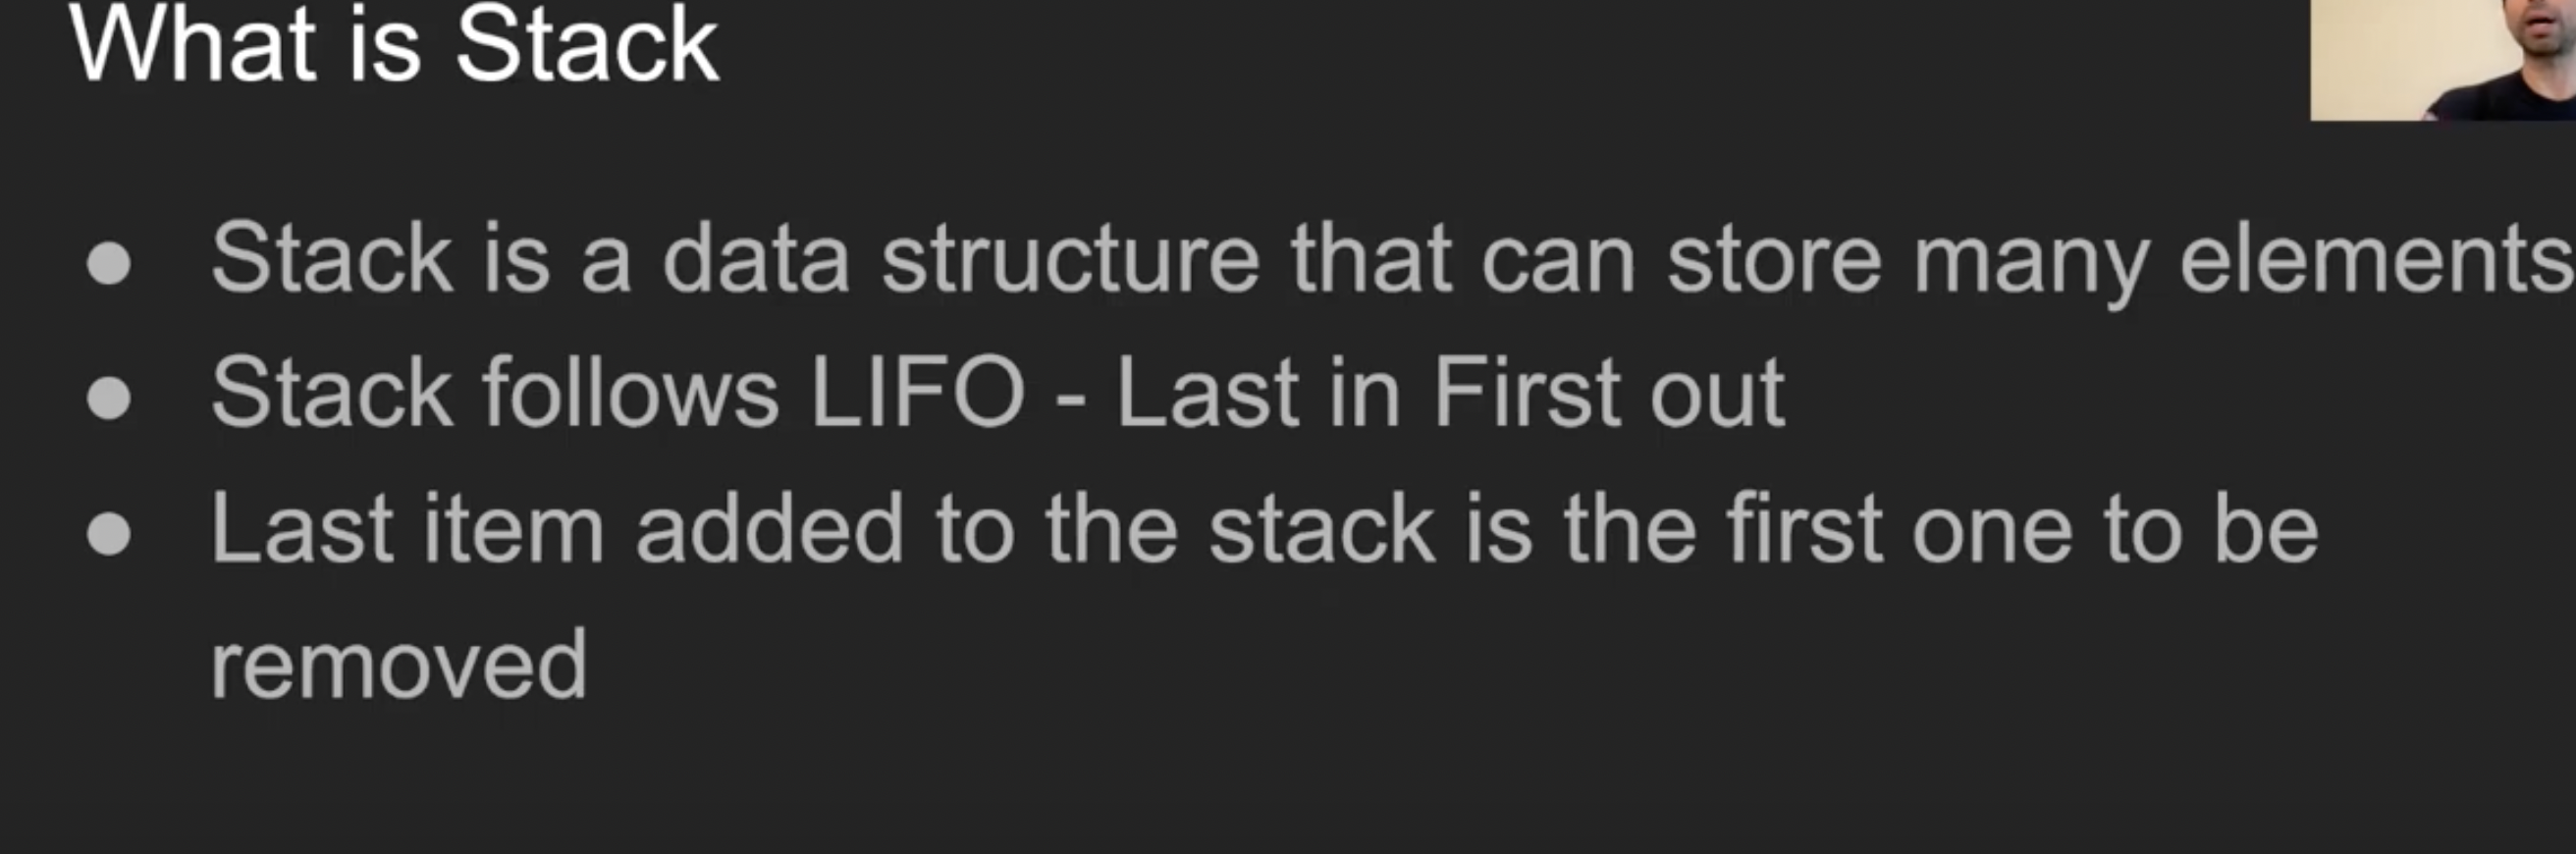 What is Stack
● Stack is a data structure that can store many elements
● Stack follows LIFO - Last in First out
● Last item added to the stack is the first one to be
removed